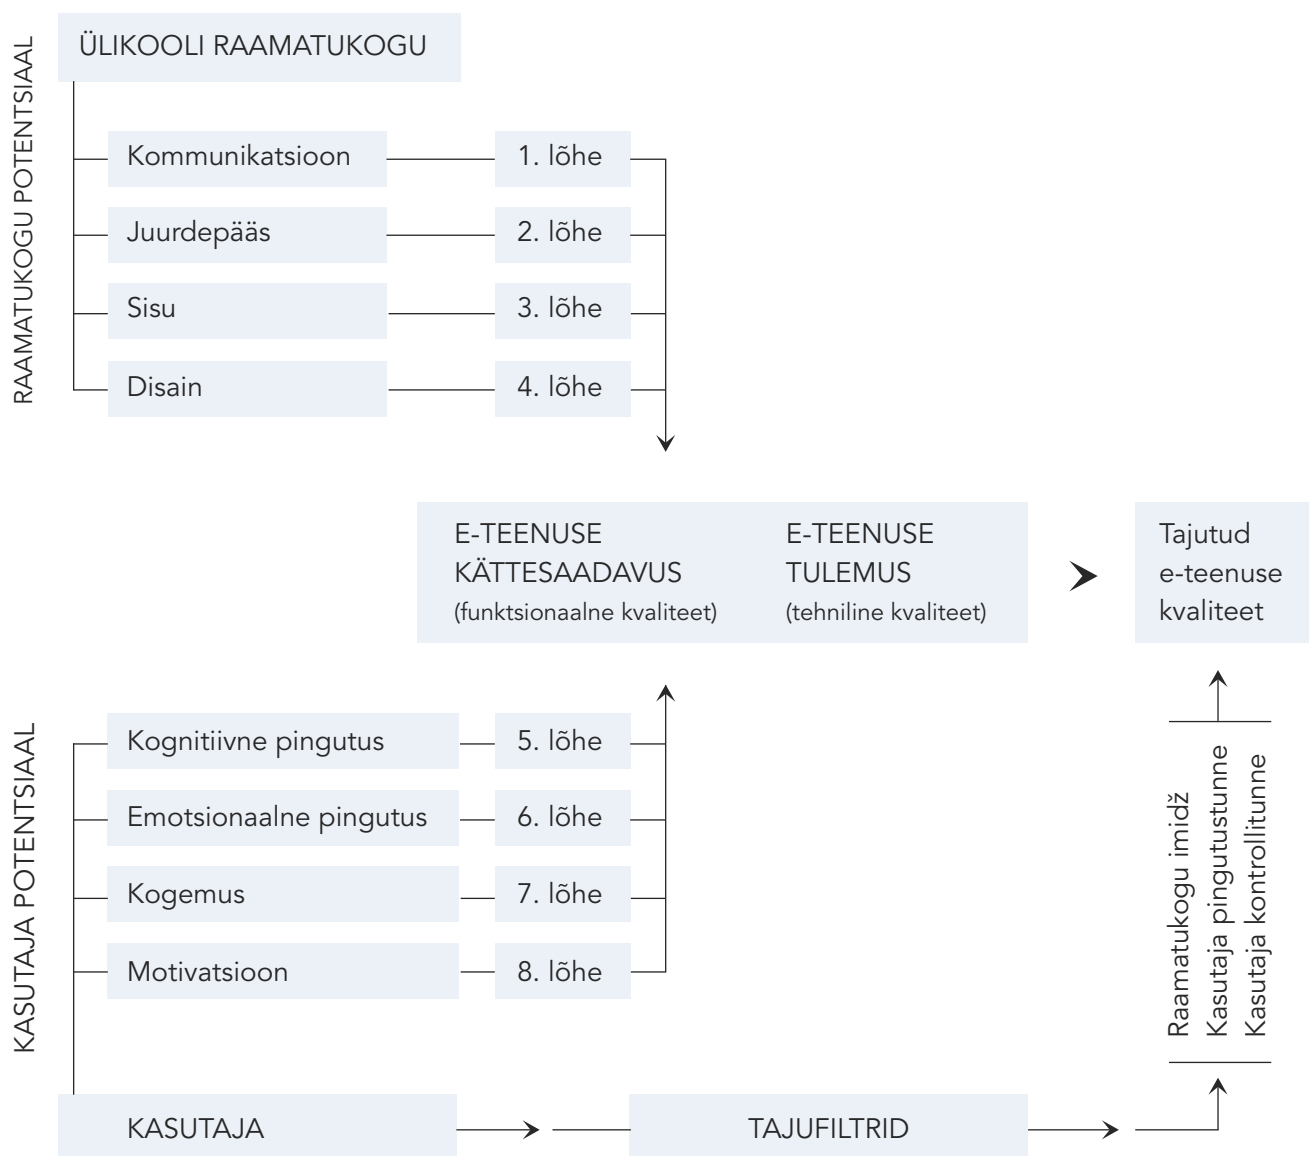 RAAMATUKOGU POTENTSIAAL
ÜLIKOOLI RAAMATUKOGU
Kommunikatsioon
1. lõhe
Juurdepääs
2. lõhe
Sisu
3. lõhe
Disain
4. lõhe
E-TEENUSE
KÄTTESAADAVUS
(funktsionaalne kvaliteet)
E-TEENUSE
TULEMUS
(tehniline kvaliteet)
Tajutud
e-teenuse
kvaliteet
KASUTAJA POTENTSIAAL
Kognitiivne pingutus
5. lõhe
Emotsionaalne pingutus
6. lõhe
Kogemus
7. lõhe
Motivatsioon
8. lõhe
Raamatukogu imidž
Kasutaja pingutustunne
Kasutaja kontrollitunne
KASUTAJA
TAJUFILTRID